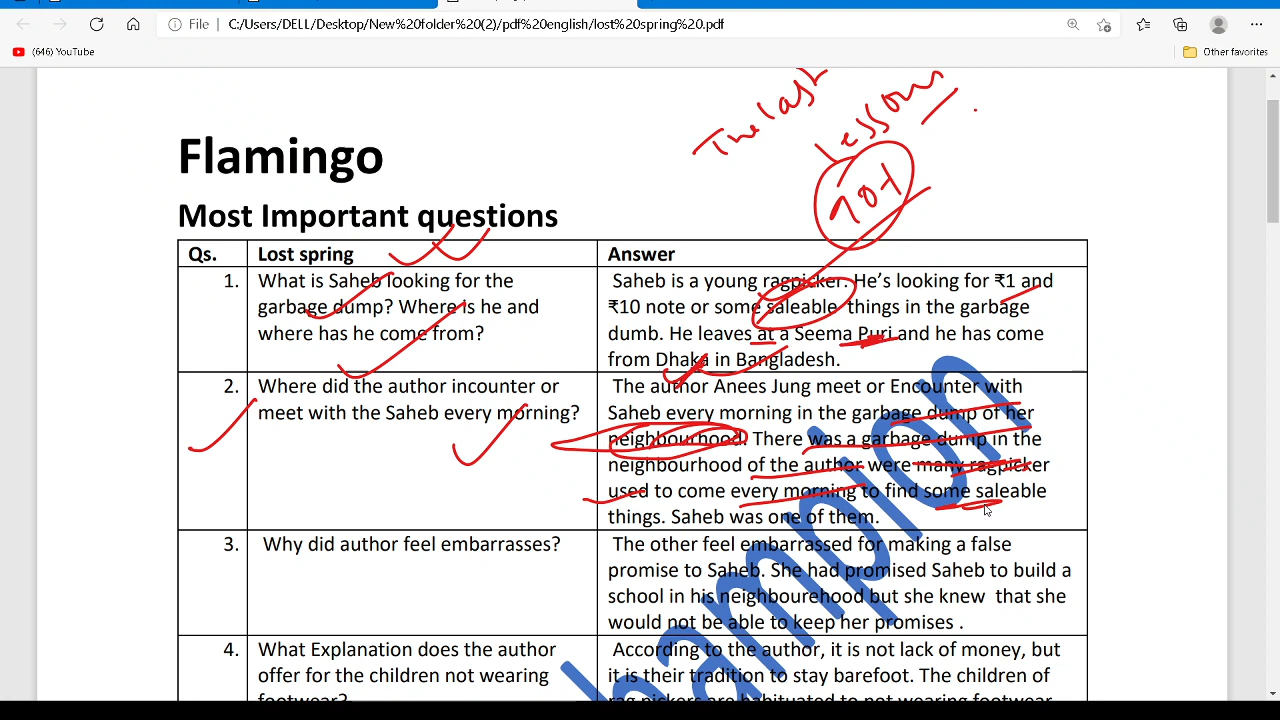 File C:/Users/DELL/Desktop/New%20folder%20(2)/pdf%20english/lost%20spring%20.pdf
(646) YouTube
Other favorites
The last
Lesson
Flamingo
Most Important questions
Qs. Lost spring Answer
1. What is Saheb looking for the
garbage dump? Where is he and
where has he come from?
Saheb is a young ragpicker. He’s looking for ₹1 and
₹10 note or some saleable things in the garbage
dumb. He leaves at a Seema Puri and he has come
from Dhaka in Bangladesh.
2. Where did the author incounter or
meet with the Saheb every morning?
The author Anees Jung meet or Encounter with
Saheb every morning in the garbage dump of her
neighbourhood. There was a garbage dump in the
neighbourhood of the author were many ragpicker
used to come every morning to find some saleable
things. Saheb was one of them.
3. Why did author feel embarrasses?
The other feel embarrassed for making a false
promise to Saheb. She had promised Saheb to build a
school in his neighbourehood but she knew that she
would not be able to keep her promises .
4. What Explanation does the author
offer for the children not wearing
footwear?
According to the author, it is not lack of money, but
it is their tradition to stay barefoot. The children of
rag pickers are habituated to not wearing footwear
hampion